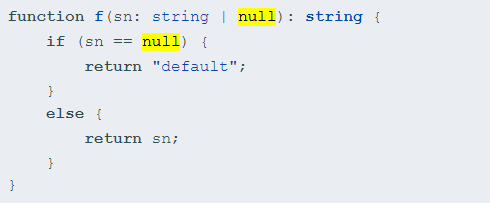 function f(sn: string | null): string {
    if (sn == null) {
        return "default";
    }
    else {
        return sn;
    }
}